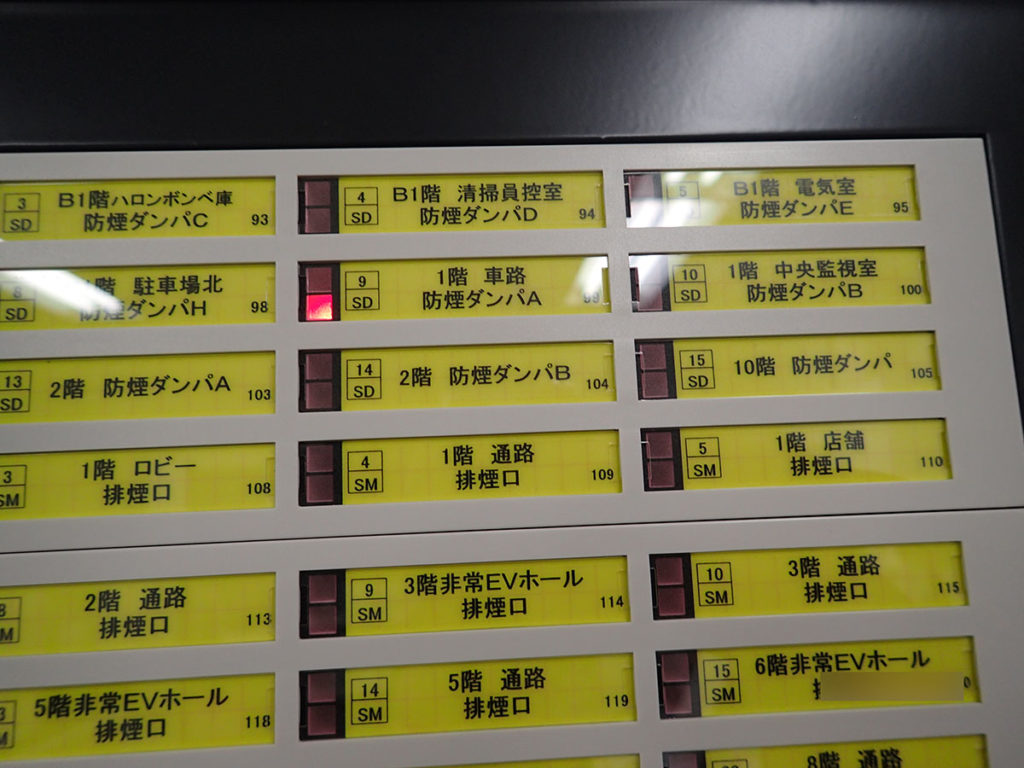 3
SD
B1階 ハロンボンベ庫
防煙ダンパC
93
4
SD
B1階 清掃員控室
防煙ダンパD
94
5
B1階 電気室
防煙ダンパE
95
8
SD
階 駐車場北
防煙ダンパH
98
9
SD
1階 車路
防煙ダンパA
99
10
SD
1階 中央監視室
防煙ダンパB
100
13
SD
2階 防煙ダンパA
103
14
SD
2階 防煙ダンパB
104
15
SD
10階 防煙ダンパ
105
3
SM
1階 ロビー
排煙口
108
4
SM
1階 通路
排煙口
109
5
SM
1階 店舗
排煙口
110
8
M
2階 通路
排煙口
113
9
SM
3階非常EVホール
排煙口
114
10
SM
3階 通路
排煙口
115
3
M
5階非常EVホール
排煙口
118
14
SM
5階 通路
排煙口
119
15
SM
6階非常EVホール
0
8階 通路